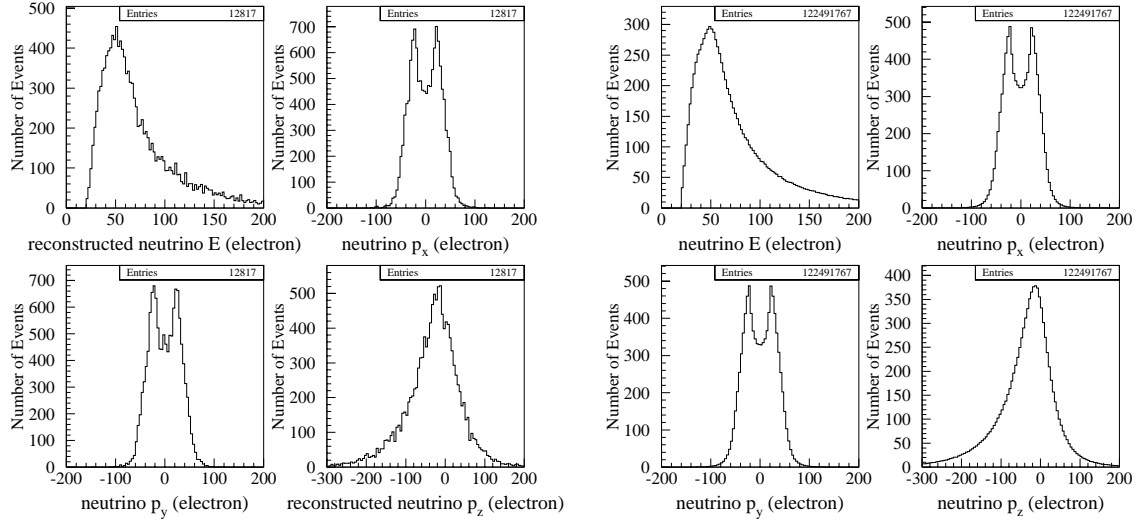 Entries 12817
Number of Events
0 100 200 300 400 500
0 50 100 150 200
reconstructed neutrino E (electron)
Entries 12817
Number of Events
0 100 200 300 400 500 600 700
-200 -100 0 100 200
neutrino px (electron)
Entries 122491767
Number of Events
0 50 100 150 200 250 300
0 50 100 150 200
neutrino E (electron)
Entries 122491767
Number of Events
0 100 200 300 400 500
-200 -100 0 100 200
neutrino px (electron)
Entries 12817
Number of Events
0 100 200 300 400 500 600 700
-200 -100 0 100 200
neutrino py (electron)
Entries 12817
Number of Events
0 100 200 300 400 500
-300 -200 -100 0 100 200
reconstructed neutrino pz (electron)
Entries 122491767
Number of Events
0 100 200 300 400 500
-200 -100 0 100 200
neutrino py (electron)
Entries 122491767
Number of Events
0 50 100 150 200 250 300 350 400
-300 -200 -100 0 100 200
neutrino pz (electron)